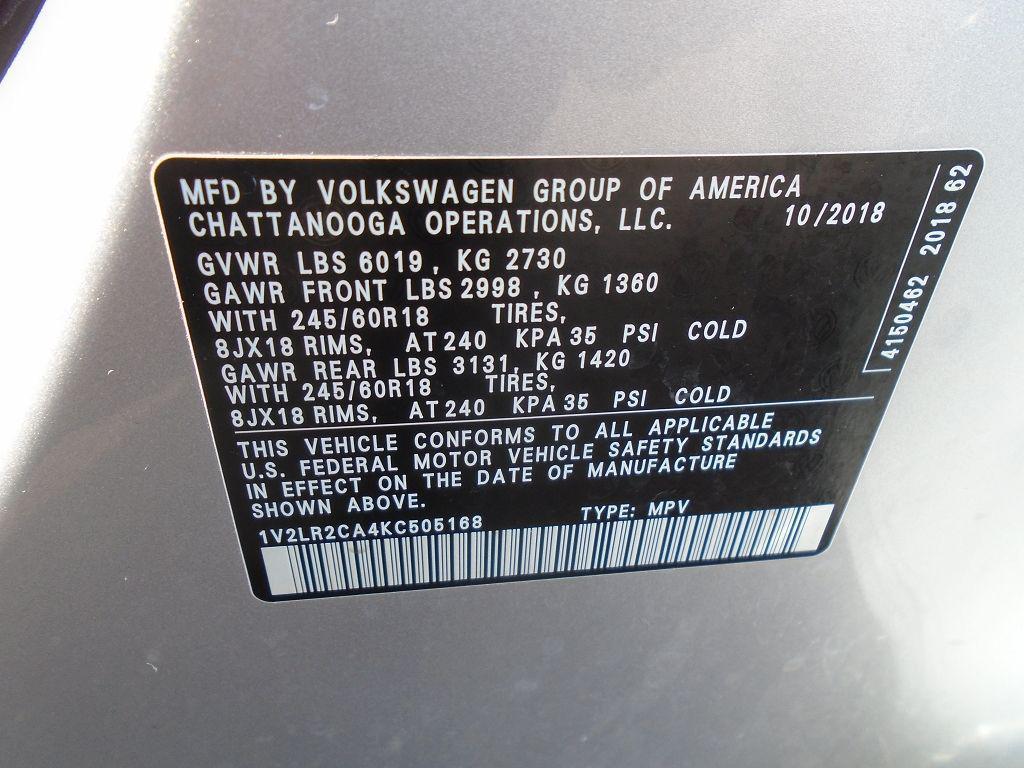 MFD BY VOLKSWAGEN GROUP OF AMERICA
CHATTANOOGA OPERATIONS, LLC. 10/2018
GVWR LBS 6019, KG 2730
GAWR FRONT LBS 2998, KG 1360
WITH 245/60R18 TIRES,
8JX18 RIMS, AT 240 KPA 35 PSI COLD
GAWR REAR LBS 3131, KG 1420
WITH 245/60R18 TIRES,
8JX18 RIMS, AT 240 KPA 35 PSI COLD
THIS VEHICLE CONFORMS TO ALL APPLICABLE
U.S. FEDERAL MOTOR VEHICLE SAFETY STANDARDS
IN EFFECT ON THE DATE OF MANUFACTURE
SHOWN ABOVE.
1V2LR2CA4KC505168 TYPE: MPV
4150462 2018 62